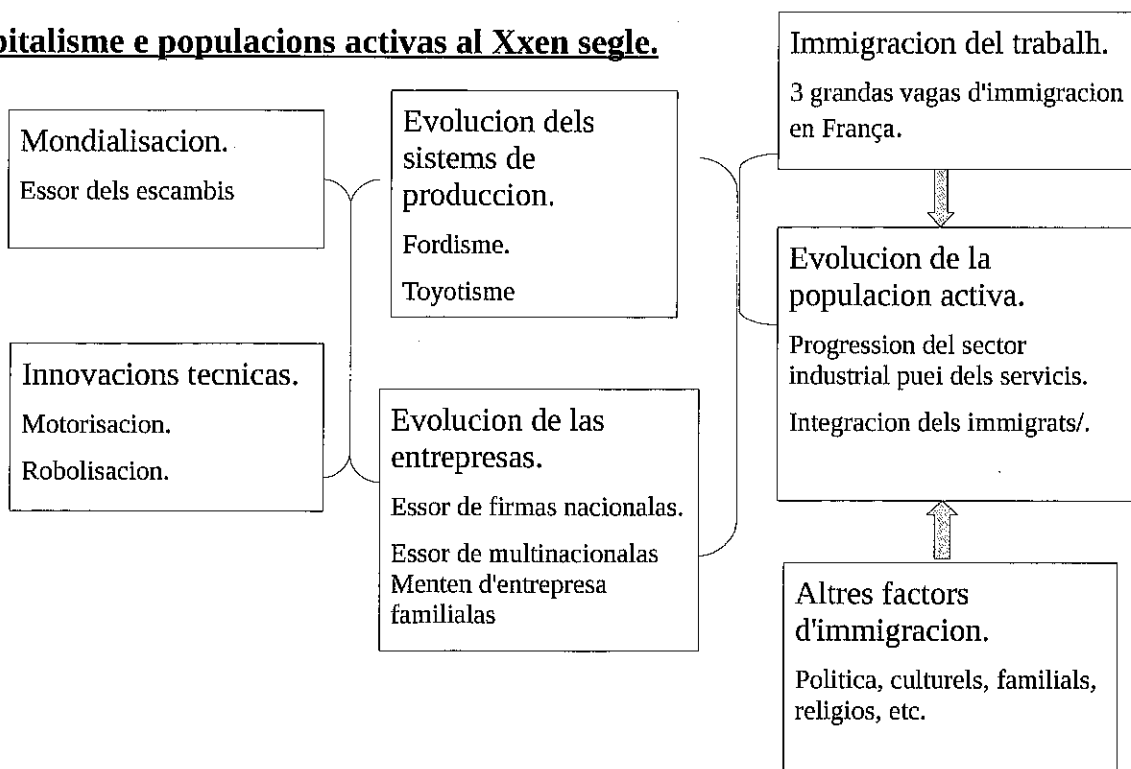 pitalisme e populacions activas al Xxen segle.
Mondialisacion.
Essor dels escambis
Innovacions tecnicas.
Motorisacion.
Robolisacion.
Evolucion dels
sistems de
produccion.
Fordisme.
Toyotisme
Evolucion de las
entrepresas.
Essor de firmas nacionalas.
Essor de multinacionalas
Menten d'entrepresa
familialas
Immigracion del trabalh.
3 grandas vagas d'immigracion
en França.
Evolucion de la
populacion activa.
Progression del sector
industrial puei dels servicis.
Integracion dels immigrats/.
Altres factors
d'immigracion.
Politica, culturels, familials,
religios, etc.